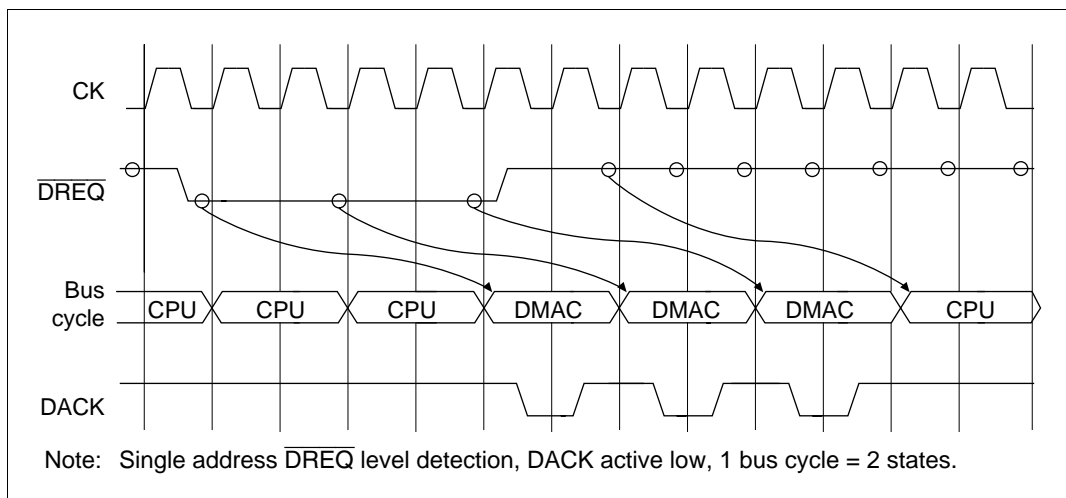 CK
DREQ
Bus
cycle
CPU CPU CPU DMAC DMAC DMAC CPU
DACK
Note: Single address DREQ level detection, DACK active low, 1 bus cycle = 2 states.